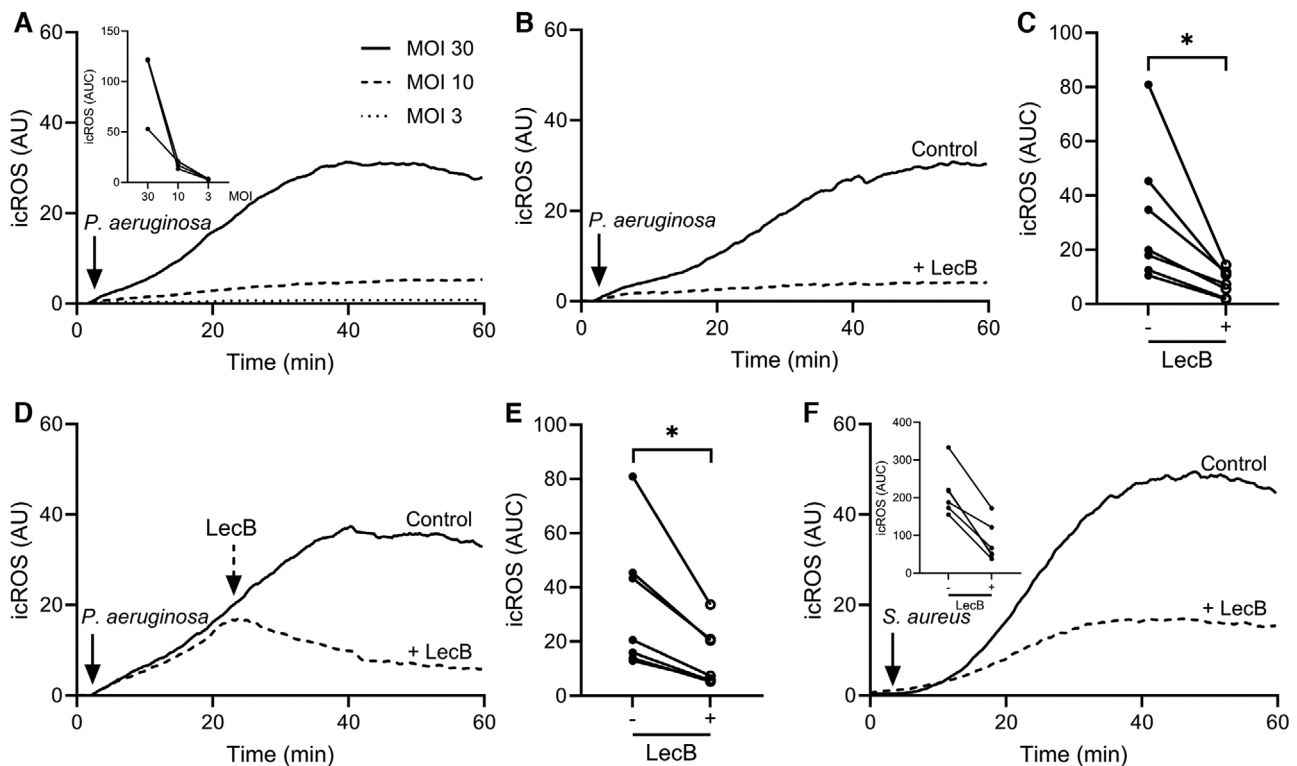 A
60
40
20
0
icROS (AU)
0
20
40
60
Time (min)
P. aeruginosa
150
100
50
0
icROS (AUC)
30
10
3
MOI
MOI 30
MOI 10
MOI 3
B
60
40
20
0
icROS (AU)
0
20
40
60
Time (min)
P. aeruginosa
Control
+ LecB
C
100
80
60
40
20
0
icROS (AUC)
*
-
+
LecB
D
60
40
20
0
icROS (AU)
0
20
40
60
Time (min)
P. aeruginosa
LecB
Control
+ LecB
E
100
80
60
40
20
0
icROS (AUC)
*
-
+
LecB
F
60
40
20
0
icROS (AU)
0
20
40
60
Time (min)
S. aureus
400
300
200
100
0
icROS (AUC)
-
+
LecB
Control
+ LecB